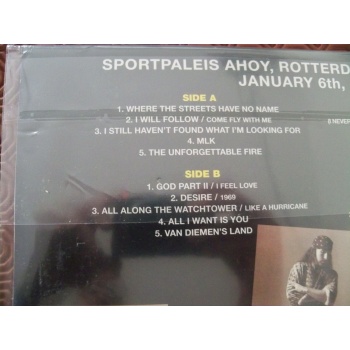 SPORTPALEIS AHOY, ROTTERD
JANUARY 6th,
SIDE A
1. WHERE THE STREETS HAVE NO NAME
2. I WILL FOLLOW / COME FLY WITH ME
3. I STILL HAVEN'T FOUND WHAT I'M LOOKING FOR
4. MLK
5. THE UNFORGETTABLE FIRE
SIDE B
1. GOD PART II / I FEEL LOVE
2. DESIRE / 1969
3. ALL ALONG THE WATCHTOWER / LIKE A HURRICANE
4. ALL I WANT IS YOU
5. VAN DIEMEN'S LAND
NEVER